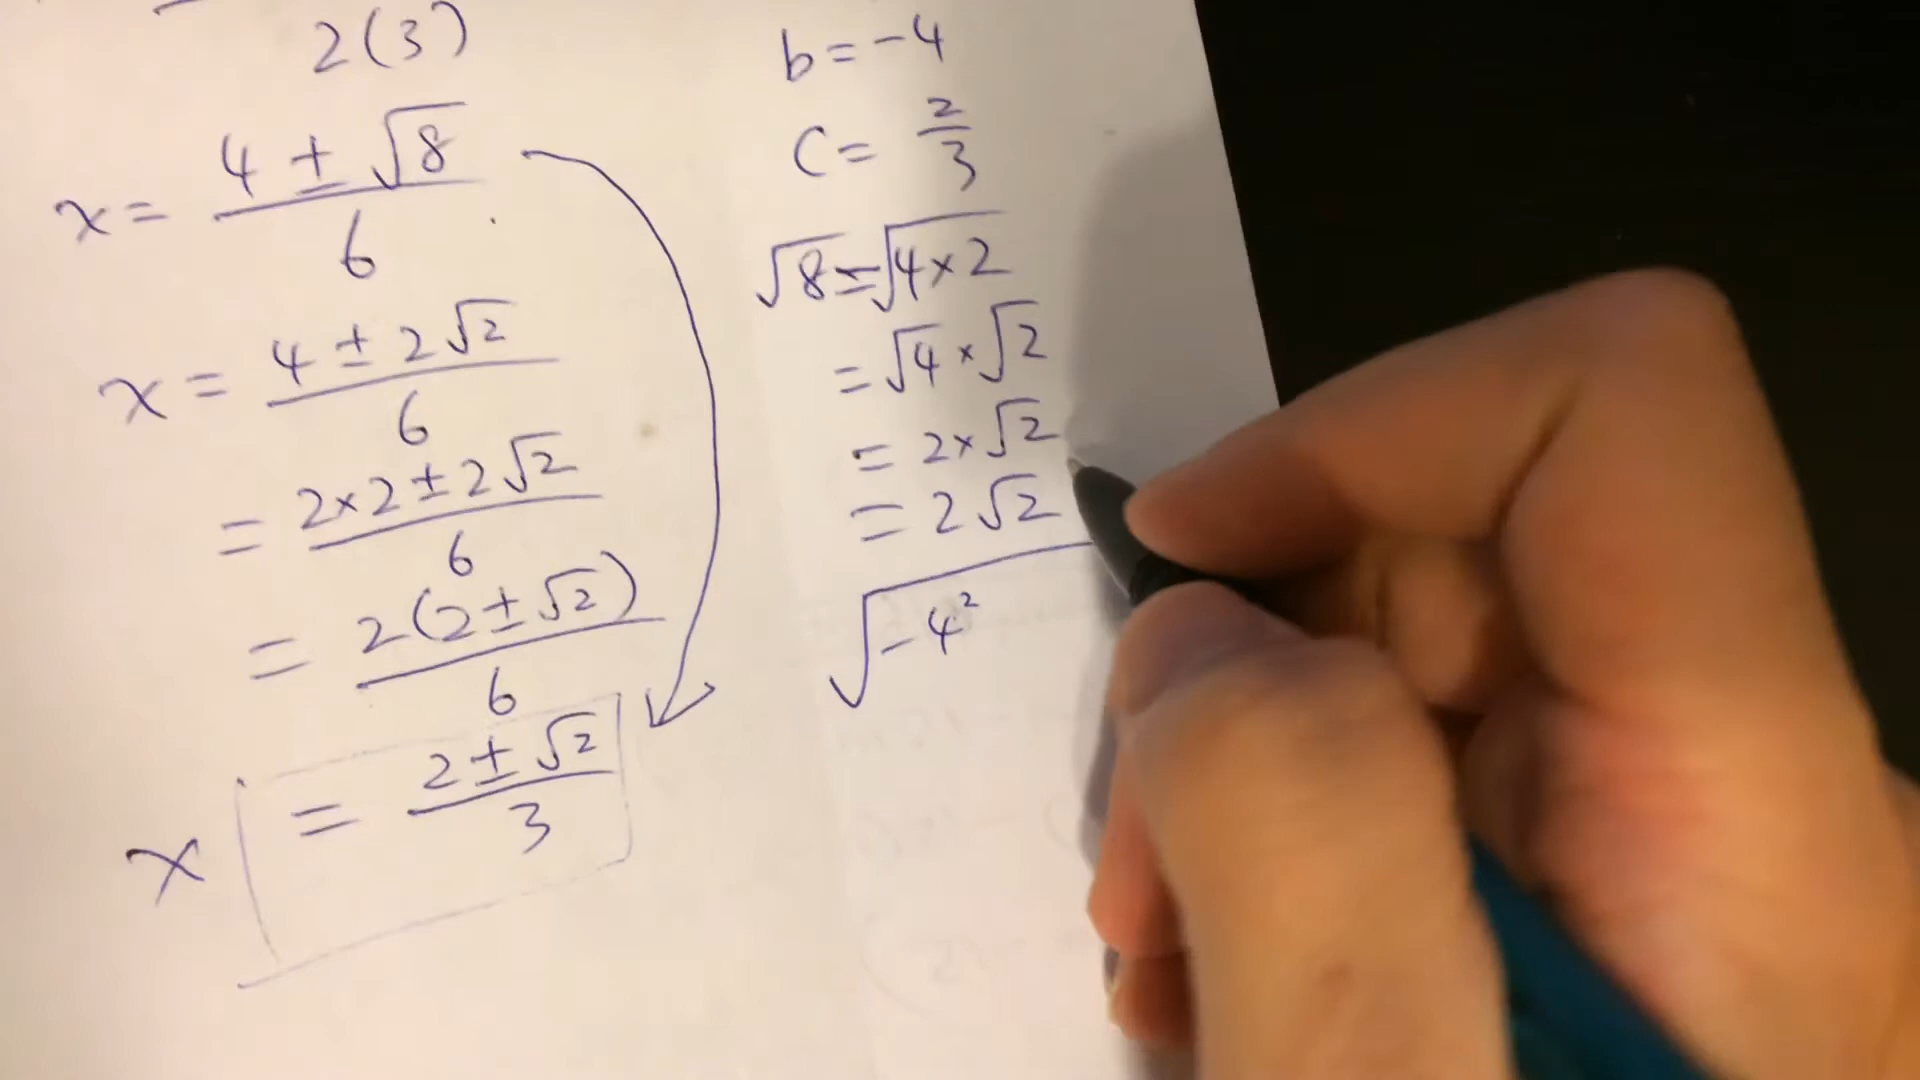 2(3)
x = (4 ± √8)/6
x = (4 ± 2√2)/6
= (2×2 ± 2√2)/6
= 2(2 ± √2)/6
x = (2 ± √2)/3
b = -4
c = 2/3
√8 = √4×2
= √4 × √2
= 2×√2
= 2√2
√-4²